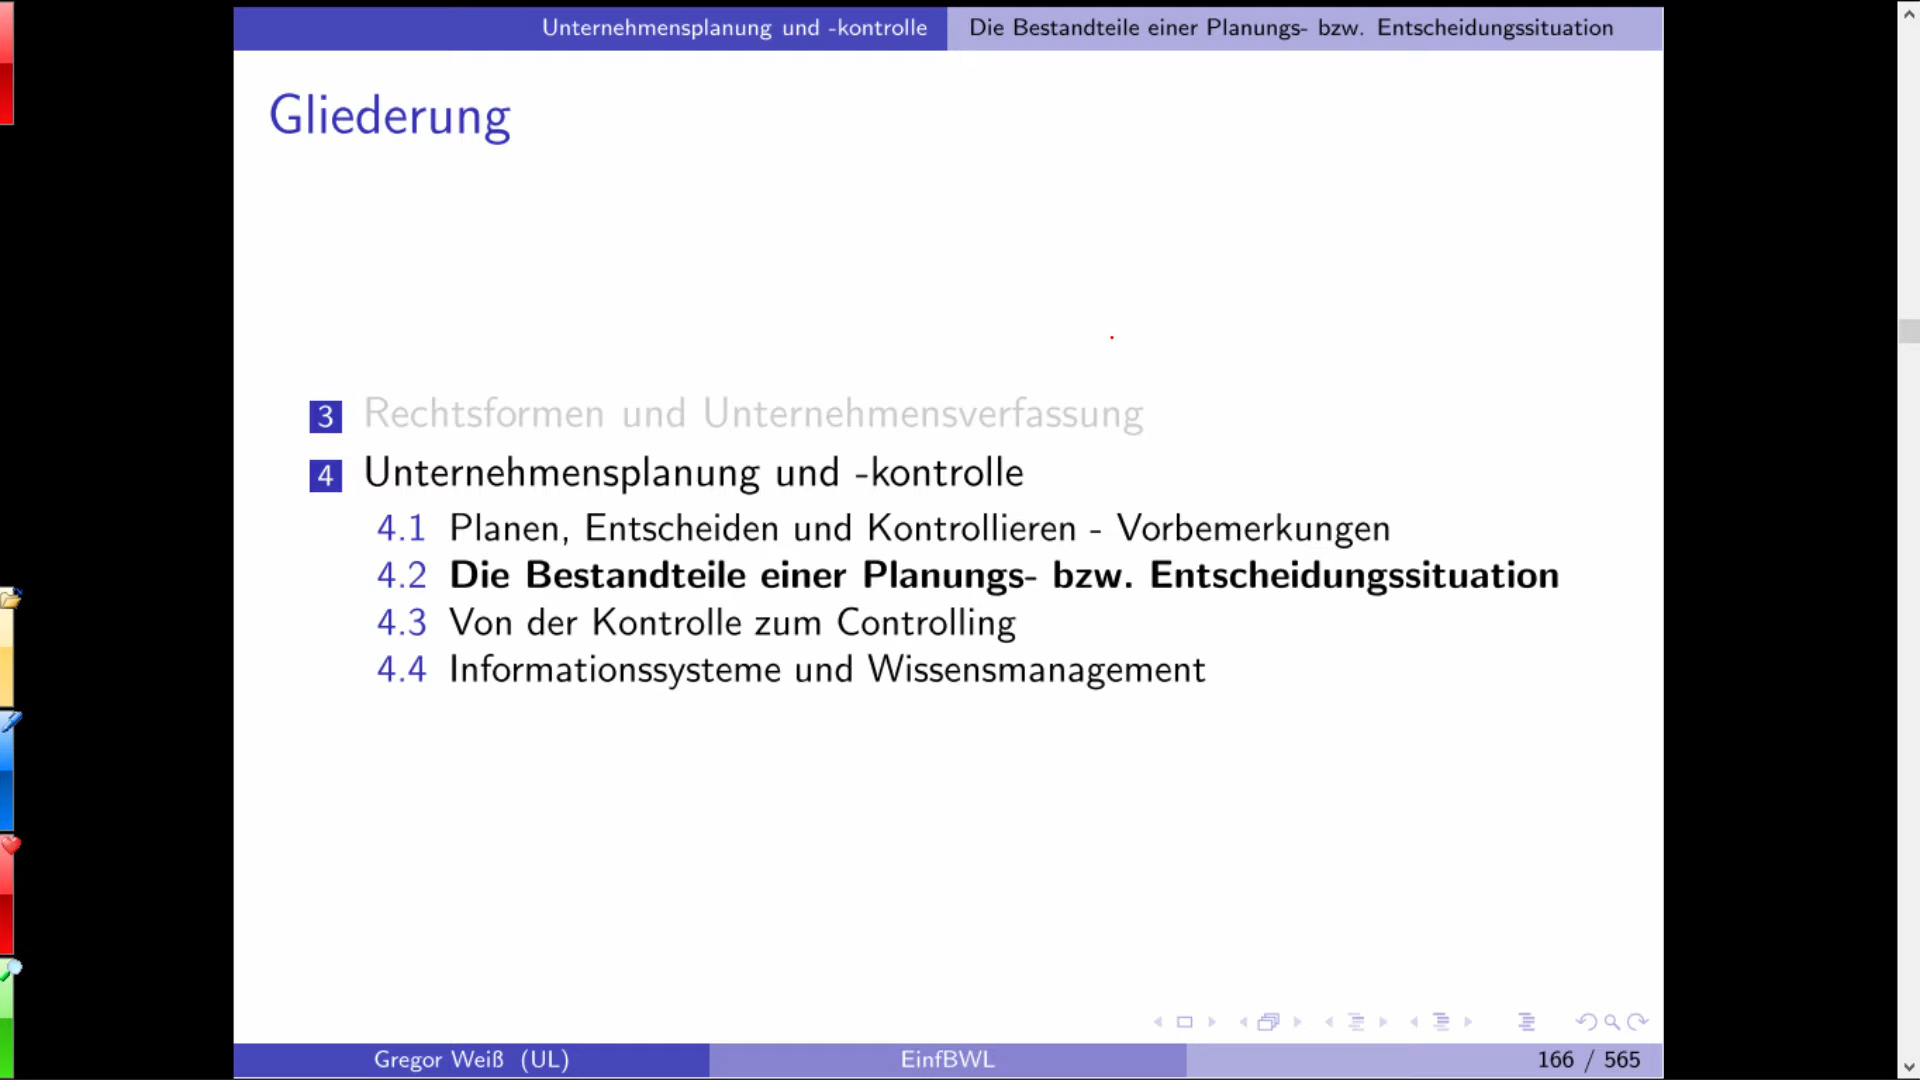 Unternehmensplanung und -kontrolle Die Bestandteile einer Planungs- bzw. Entscheidungssituation
Gliederung
3 Rechtsformen und Unternehmensverfassung
4 Unternehmensplanung und -kontrolle
4.1 Planen, Entscheiden und Kontrollieren - Vorbemerkungen
4.2 Die Bestandteile einer Planungs- bzw. Entscheidungssituation
4.3 Von der Kontrolle zum Controlling
4.4 Informationssysteme und Wissensmanagement
Gregor Weiß (UL) EinfBWL 166 / 565